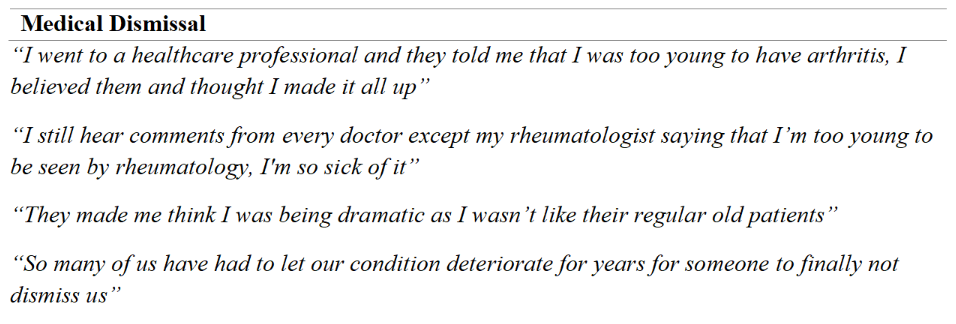 Medical Dismissal
“I went to a healthcare professional and they told me that I was too young to have arthritis, I
believed them and thought I made it all up”
“I still hear comments from every doctor except my rheumatologist saying that I’m too young to
be seen by rheumatology, I'm so sick of it”
“They made me think I was being dramatic as I wasn’t like their regular old patients”
“So many of us have had to let our condition deteriorate for years for someone to finally not
dismiss us”